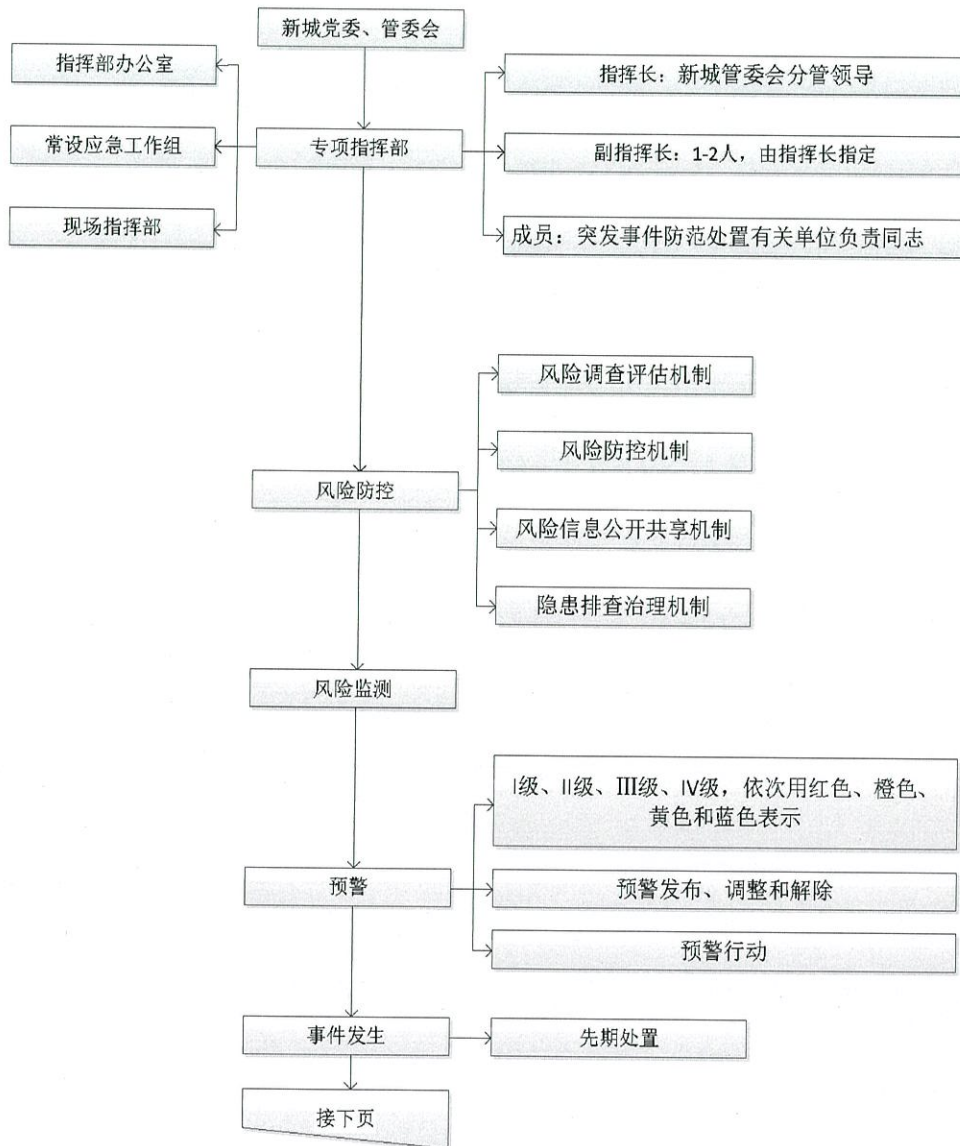 新城党委、管委会
指挥部办公室
指挥长：新城管委会分管领导
常设应急工作组
专项指挥部
副指挥长：1-2人，由指挥长指定
现场指挥部
成员：突发事件防范处置有关单位负责同志
风险调查评估机制
风险防控机制
风险防控
风险信息公开共享机制
隐患排查治理机制
风险监测
I级、II级、III级、IV级，依次用红色、橙色、
黄色和蓝色表示
预警
预警发布、调整和解除
预警行动
事件发生
先期处置
接下页